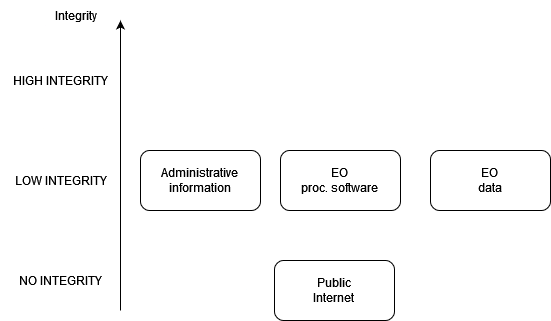 Integrity
HIGH INTEGRITY
LOW INTEGRITY
Administrative
information
EO
proc. software
EO
data
NO INTEGRITY
Public
Internet